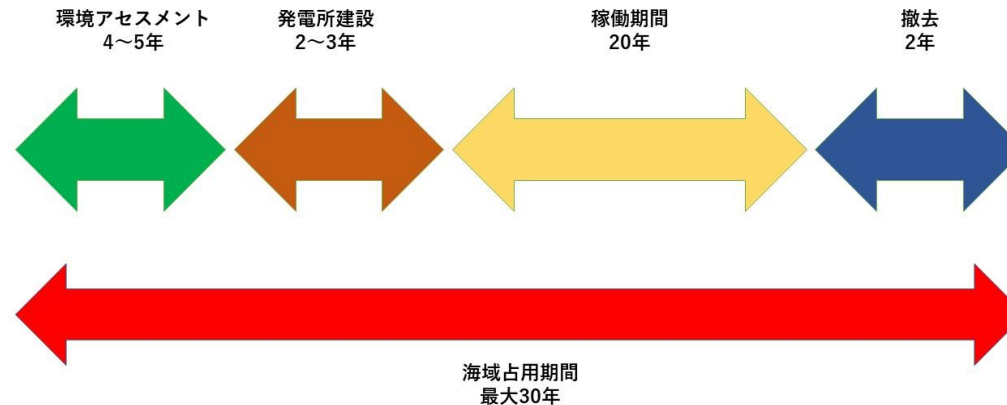 環境アセスメント
4～5年
発電所建設
2～3年
稼働期間
20年
撤去
2年
海域占用期間
最大30年